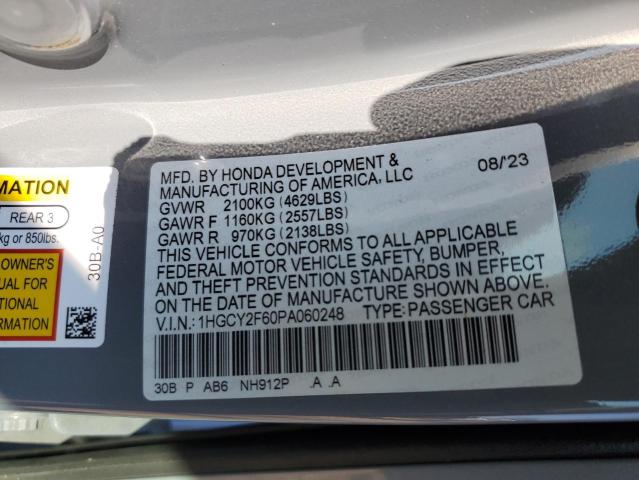 MATION
REAR 3
kg or 850lbs.
OWNER'S
UAL FOR
TIONAL
RMATION
30B-A0
MFD. BY HONDA DEVELOPMENT & 08/'23
MANUFACTURING OF AMERICA, LLC
GVWR 2100KG (4629LBS)
GAWR F 1160KG (2557LBS)
GAWR R 970KG (2138LBS)
THIS VEHICLE CONFORMS TO ALL APPLICABLE
FEDERAL MOTOR VEHICLE SAFETY, BUMPER,
AND THEFT PREVENTION STANDARDS IN EFFECT
ON THE DATE OF MANUFACTURE SHOWN ABOVE.
V.I.N.: 1HGCY2F60PA060248 TYPE: PASSENGER CAR
30B P AB6 NH912P .A .A